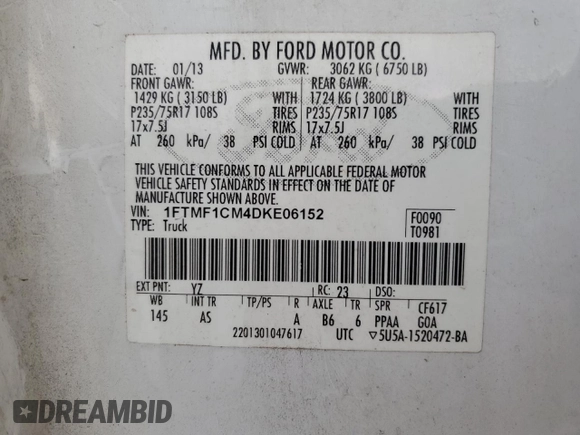 MFD. BY FORD MOTOR CO.
DATE: 01/13 GVWR: 3062 KG ( 6750 LB)
FRONT GAWR: REAR GAWR:
1429 KG ( 3150 LB) WITH 1724 KG ( 3800 LB) WITH
P235/75R17 108S TIRES P235/75R17 108S TIRES
17x7.5J RIMS 17x7.5J RIMS
AT 260 kPa/ 38 PSI COLD AT 260 kPa/ 38 PSI COLD
THIS VEHICLE CONFORMS TO ALL APPLICABLE FEDERAL MOTOR
VEHICLE SAFETY STANDARDS IN EFFECT ON THE DATE OF
MANUFACTURE SHOWN ABOVE.
VIN: 1FTMF1CM4DKE06152 F0090
TYPE: Truck T0981
EXT PNT: YZ RC: 23 DSO:
WB INT TR TP/PS R AXLE TR SPR CF617
145 AS A B6 6 PPAA G0A
2201301047617 UTC ▽5U5A-1520472-BA
DREAMBID